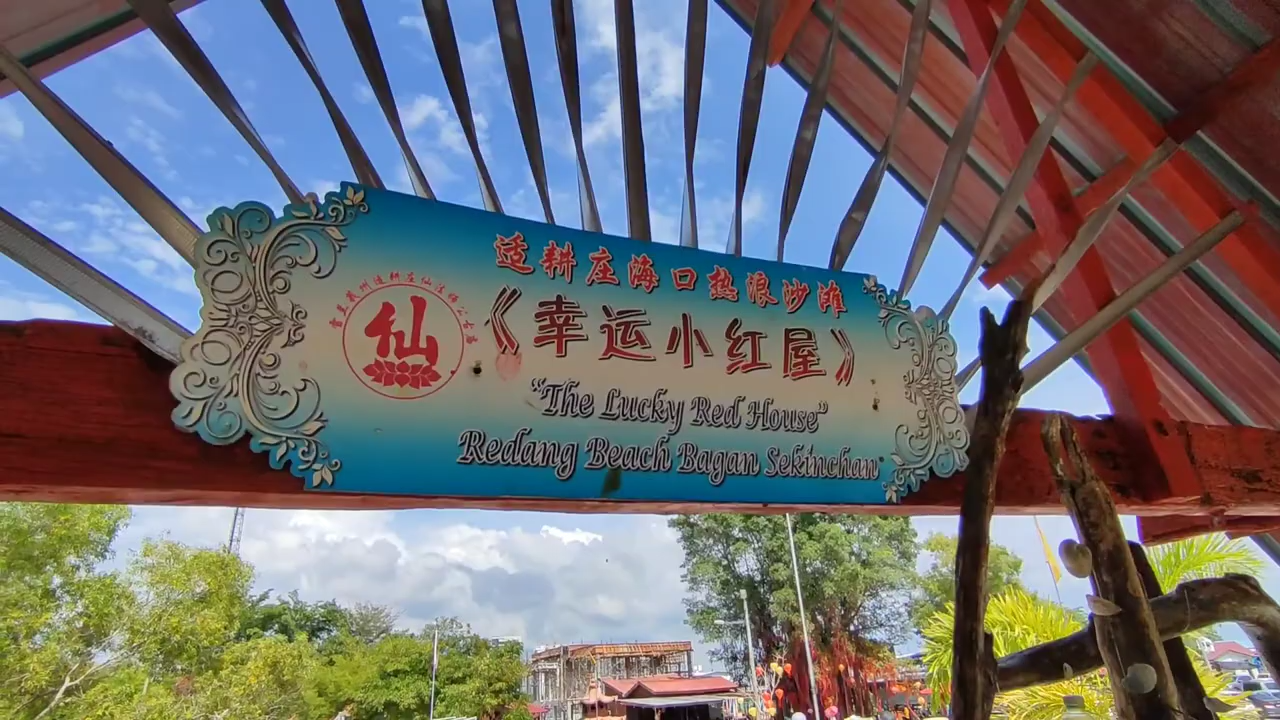 适耕庄海口热浪沙滩
仙
《幸运小红屋》
"The Lucky Red House"
Redang Beach Bagan Sekinchan